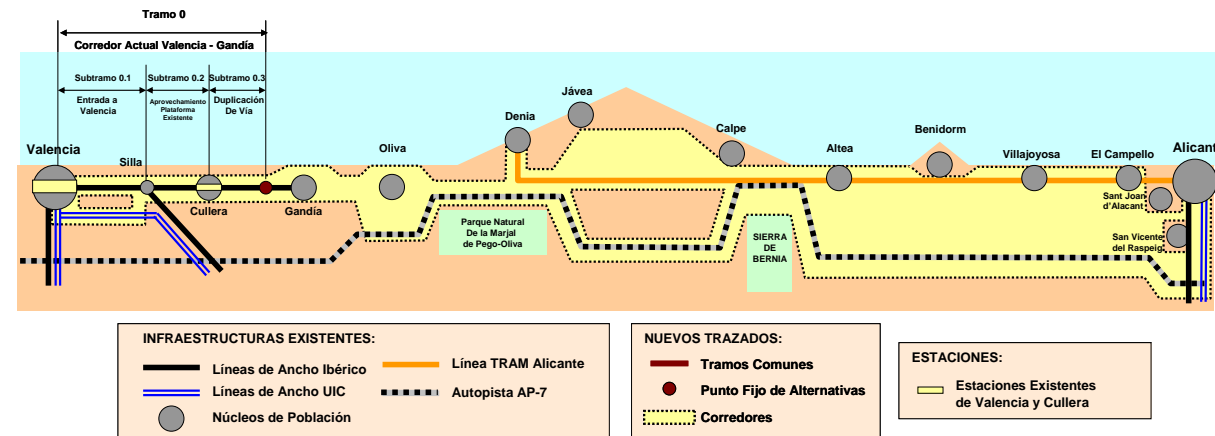 Tramo 0
Corredor Actual Valencia - Gandía
Subtramo 0.1
Subtramo 0.2
Subtramo 0.3
Entrada a
Valencia
Aprovechamiento
Plataforma
Existente
Duplicación
De Vía
Valencia
Silla
Cullera
Gandía
Oliva
Denia
Jávea
Calpe
Altea
Benidorm
Villajoyosa
El Campello
Alicant
Sant Joan
d'Alacant
San Vicente
del Raspeig
Parque Natural
De la Marjal
de Pego-Oliva
SIERRA
DE
BERNIA
INFRAESTRUCTURAS EXISTENTES:
Líneas de Ancho Ibérico
Líneas de Ancho UIC
Núcleos de Población
Línea TRAM Alicante
Autopista AP-7
NUEVOS TRAZADOS:
Tramos Comunes
Punto Fijo de Alternativas
Corredores
ESTACIONES:
Estaciones Existentes
de Valencia y Cullera